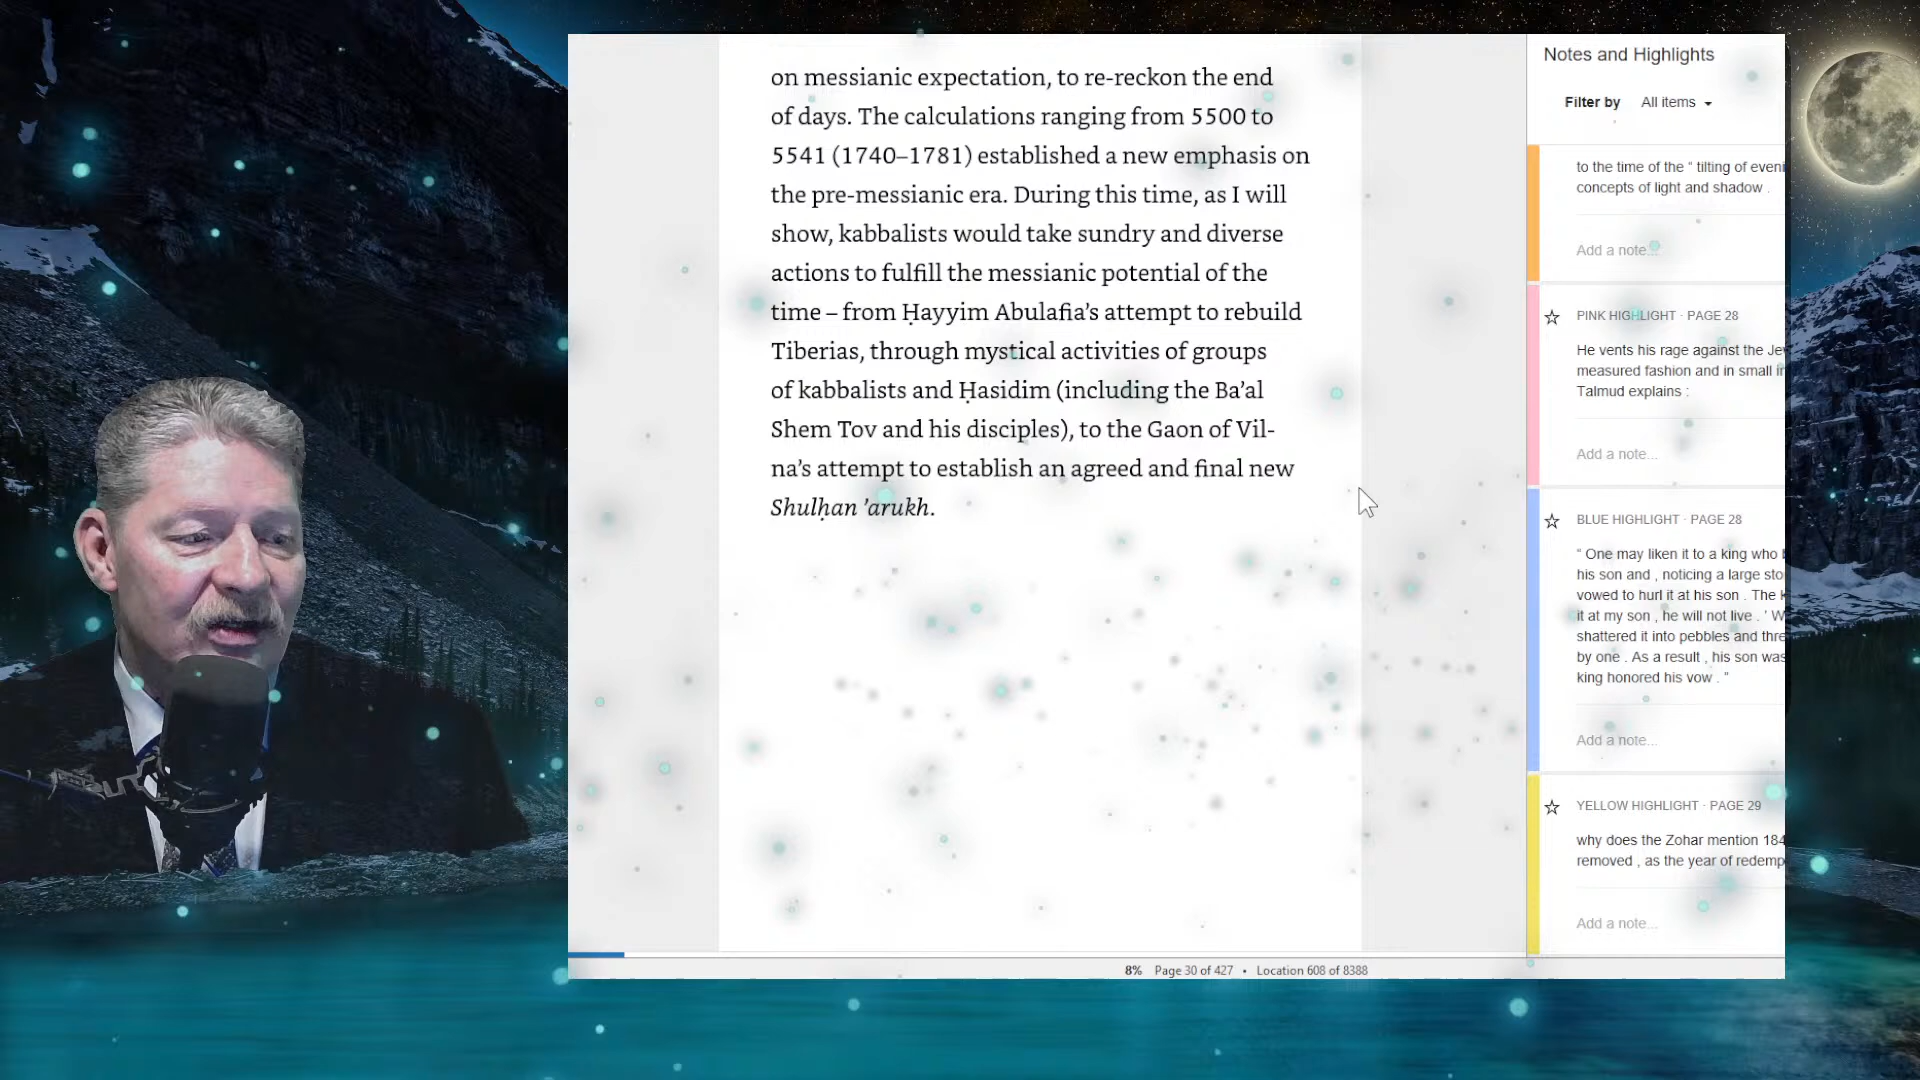 on messianic expectation, to re-reckon the end
of days. The calculations ranging from 5500 to
5541 (1740–1781) established a new emphasis on
the pre-messianic era. During this time, as I will
show, kabbalists would take sundry and diverse
actions to fulfill the messianic potential of the
time – from Ḥayyim Abulafia’s attempt to rebuild
Tiberias, through mystical activities of groups
of kabbalists and Ḥasidim (including the Ba’al
Shem Tov and his disciples), to the Gaon of Vil-
na’s attempt to establish an agreed and final new
Shulḥan ’arukh.
8% Page 30 of 427 • Location 608 of 8388
Notes and Highlights
Filter by All items
to the time of the “ tilting of
concepts of light and shadow .
Add a note...
PINK HIGHLIGHT · PAGE 28
He vents his rage against the
measured fashion and in small
Talmud explains :
Add a note...
BLUE HIGHLIGHT · PAGE 28
“ One may liken it to a king who
his son and , noticing a large
vowed to hurl it at his son . The
it at my son , he will not live . '
shattered it into pebbles and
by one . As a result , his son was
king honored his vow . ”
Add a note...
YELLOW HIGHLIGHT · PAGE 29
why does the Zohar mention 184
removed , as the year of
Add a note...